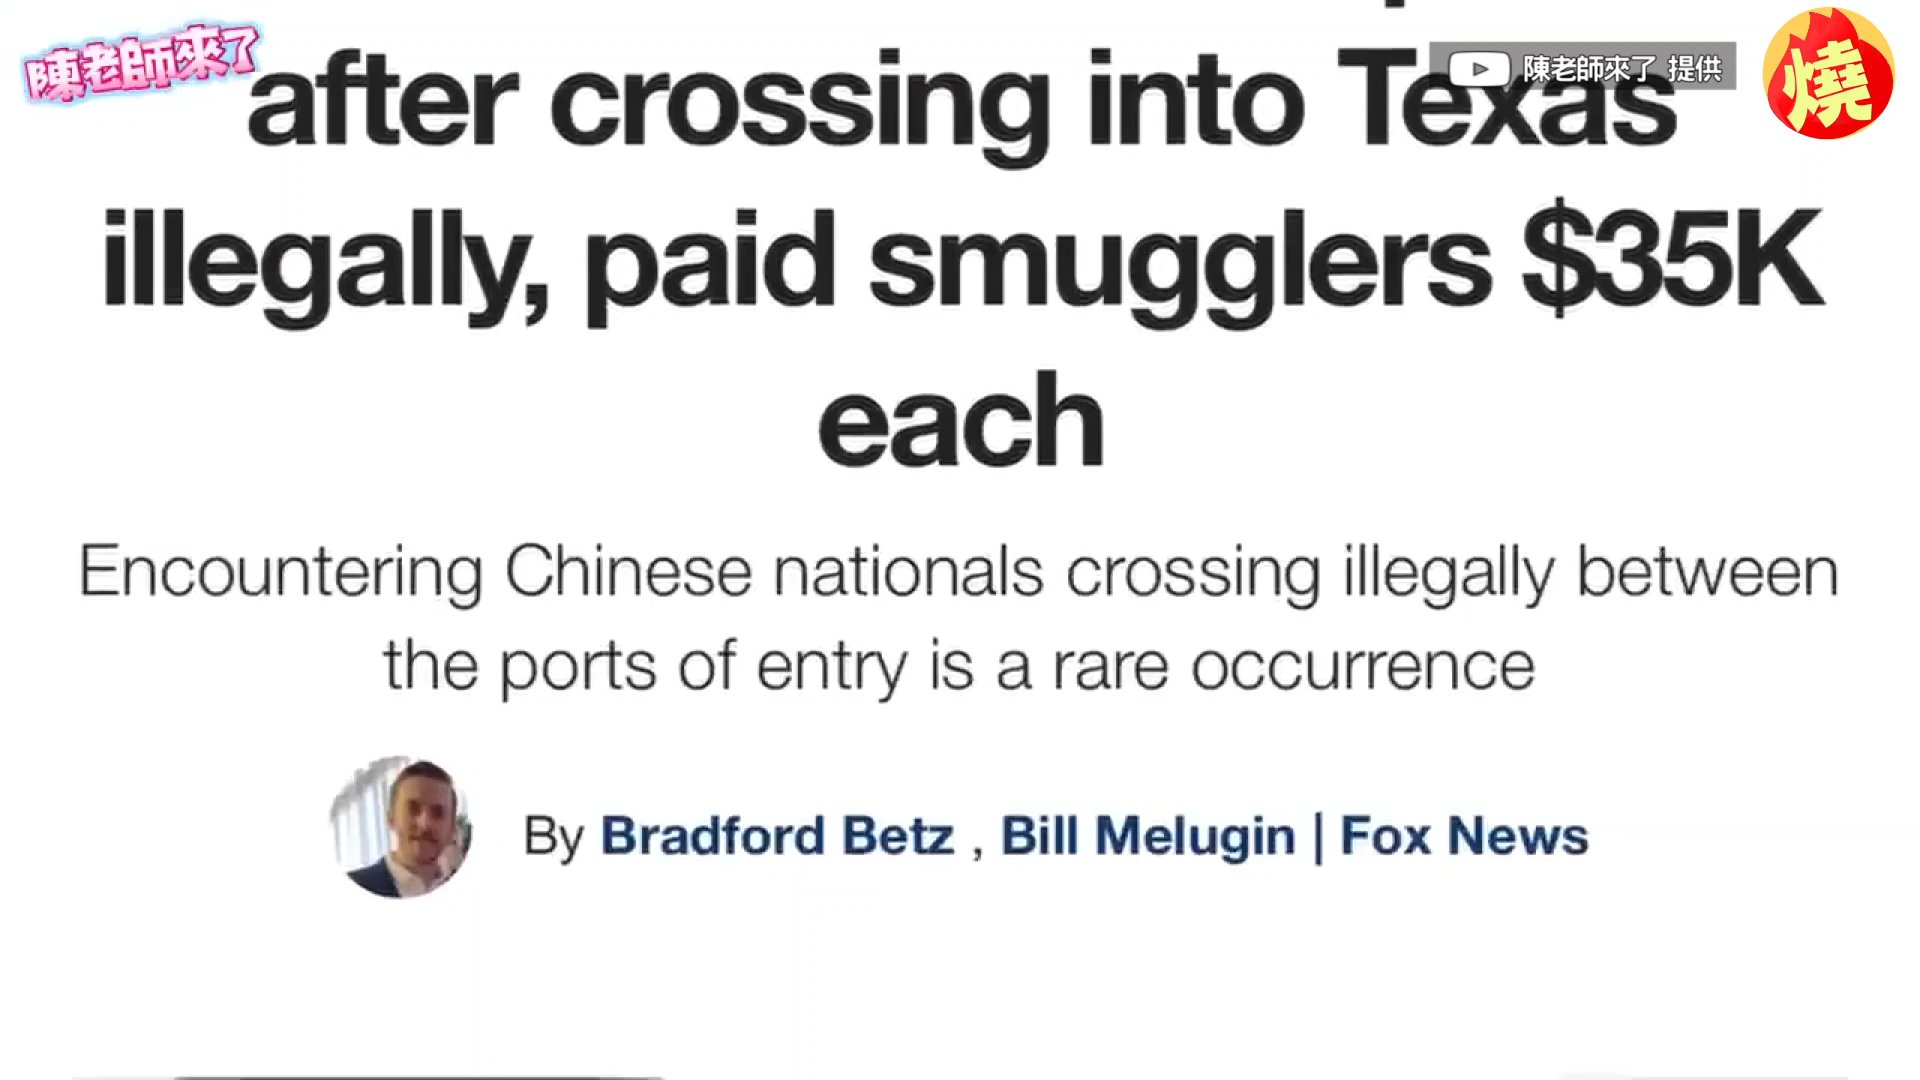 陳老師來了
陳老師來了 提供
燒
after crossing into Texas
illegally, paid smugglers $35K
each
Encountering Chinese nationals crossing illegally between
the ports of entry is a rare occurrence
By Bradford Betz , Bill Melugin | Fox News